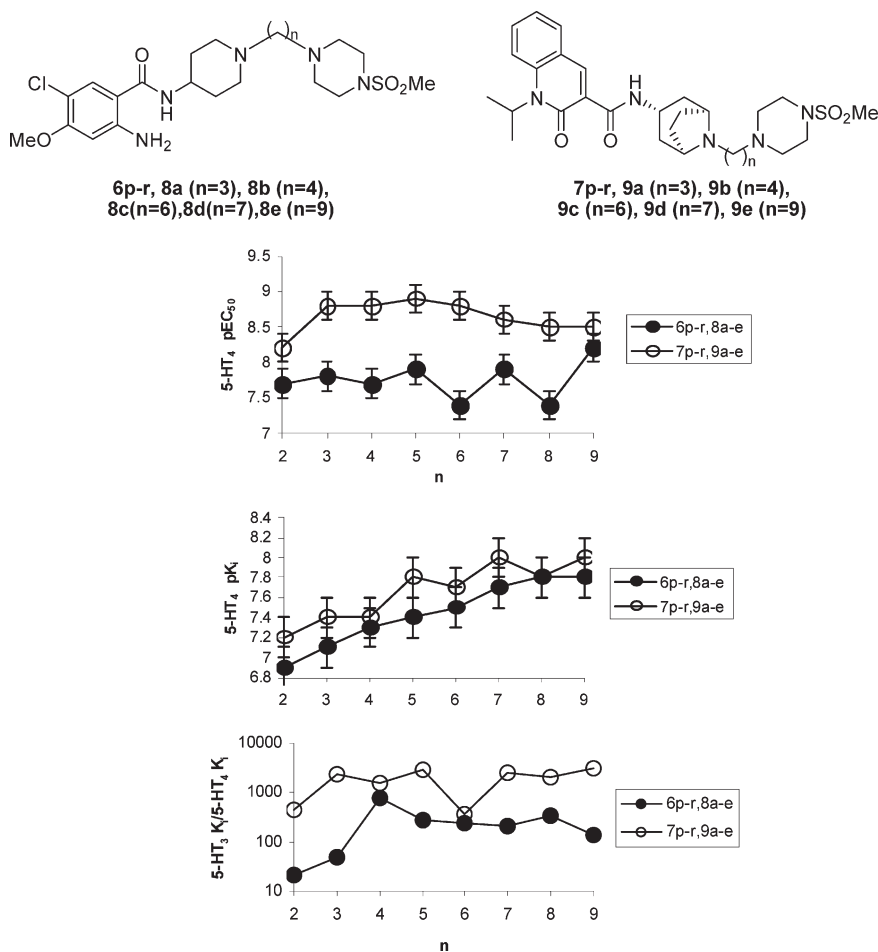 Cl
MeO
O
N
H
NH2
N
( )n
N
NSO2Me
6p-r, 8a (n=3), 8b (n=4),
8c(n=6),8d(n=7),8e (n=9)
N
O
O
HN
N
( )n
N
NSO2Me
7p-r, 9a (n=3), 9b (n=4),
9c (n=6), 9d (n=7), 9e (n=9)
5-HT4 pEC50
9.5
9
8.5
8
7.5
7
2 3 4 5 6 7 8 9
n
6p-r,8a-e
7p-r,9a-e
5-HT4 pKi
8.4
8.2
8
7.8
7.6
7.4
7.2
7
6.8
2 3 4 5 6 7 8 9
6p-r,8a-e
7p-r,9a-e
5-HT3 Ki/5-HT4 Ki
10000
1000
100
10
2 3 4 5 6 7 8 9
n
6p-r,8a-e
7p-r,9a-e